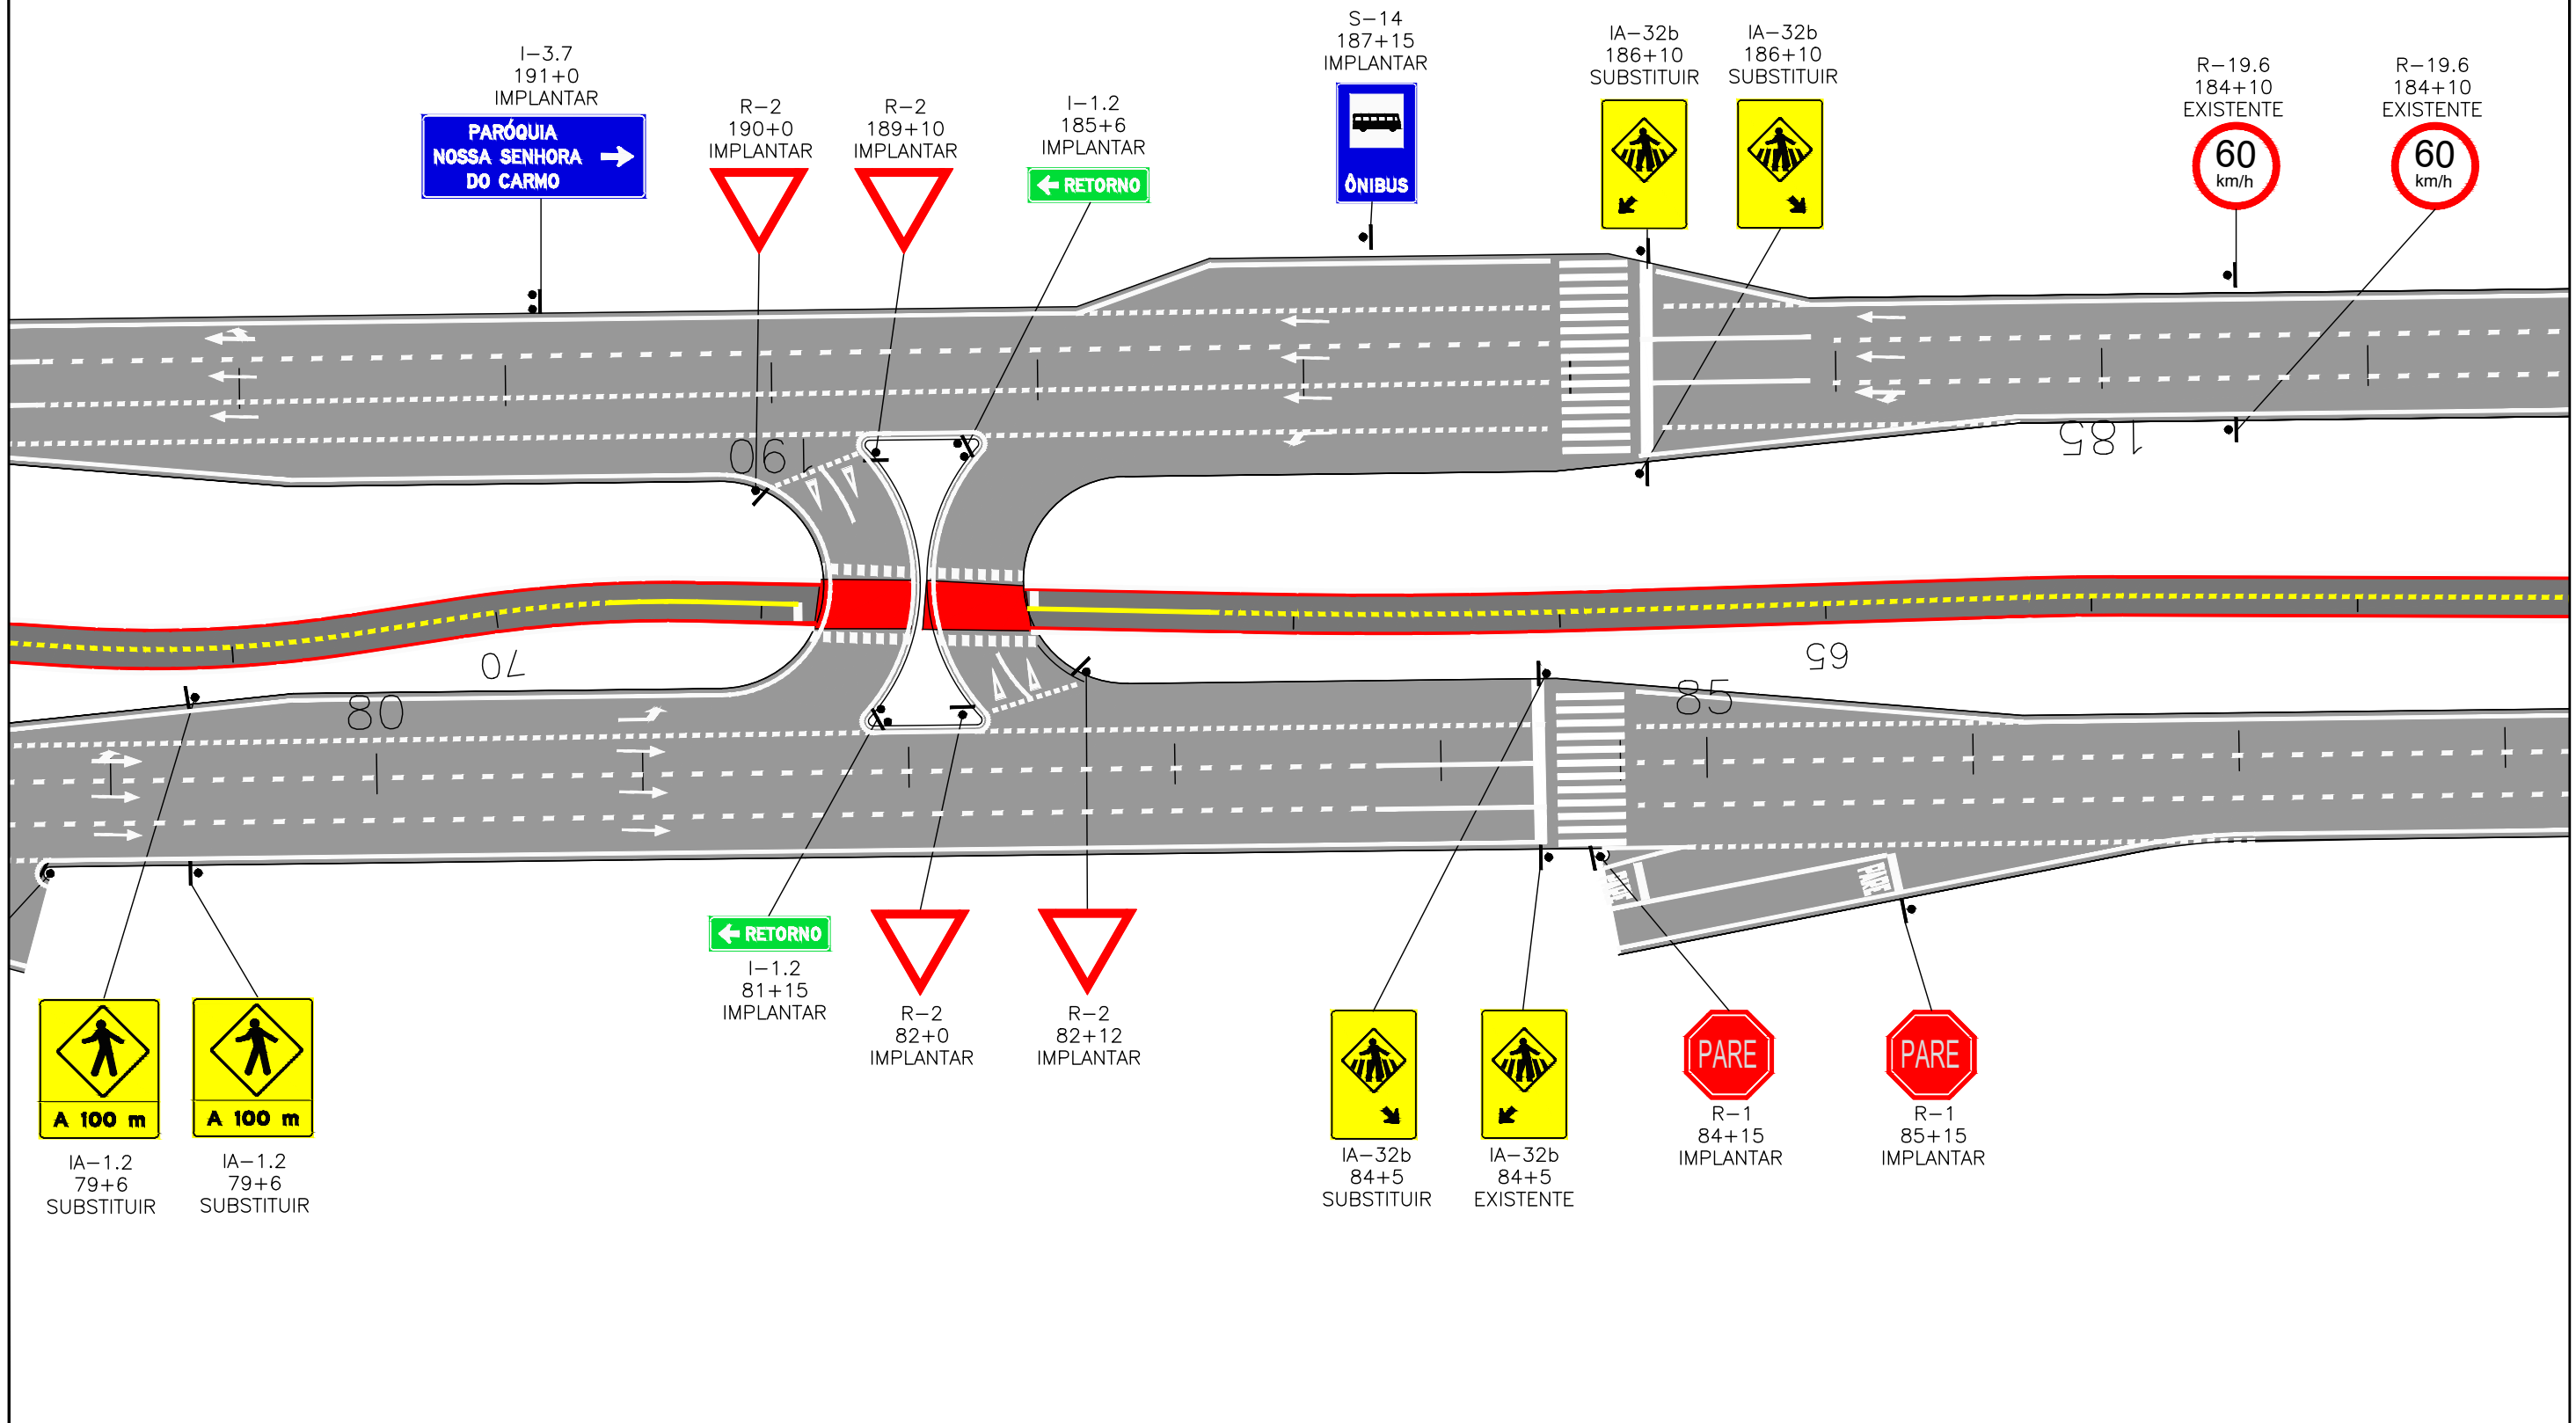 I-3.7
191+0
IMPLANTAR
PARÓQUIA
NOSSA SENHORA
DO CARMO
R-2
190+0
IMPLANTAR
R-2
189+10
IMPLANTAR
I-1.2
185+6
IMPLANTAR
RETORNO
S-14
187+15
IMPLANTAR
ÔNIBUS
IA-32b
186+10
SUBSTITUIR
IA-32b
186+10
SUBSTITUIR
R-19.6
184+10
EXISTENTE
60
km/h
R-19.6
184+10
EXISTENTE
60
km/h
190
185
70
65
80
85
PARE
PARE
A 100 m
IA-1.2
79+6
SUBSTITUIR
A 100 m
IA-1.2
79+6
SUBSTITUIR
RETORNO
I-1.2
81+15
IMPLANTAR
R-2
82+0
IMPLANTAR
R-2
82+12
IMPLANTAR
IA-32b
84+5
SUBSTITUIR
IA-32b
84+5
EXISTENTE
PARE
R-1
84+15
IMPLANTAR
PARE
R-1
85+15
IMPLANTAR